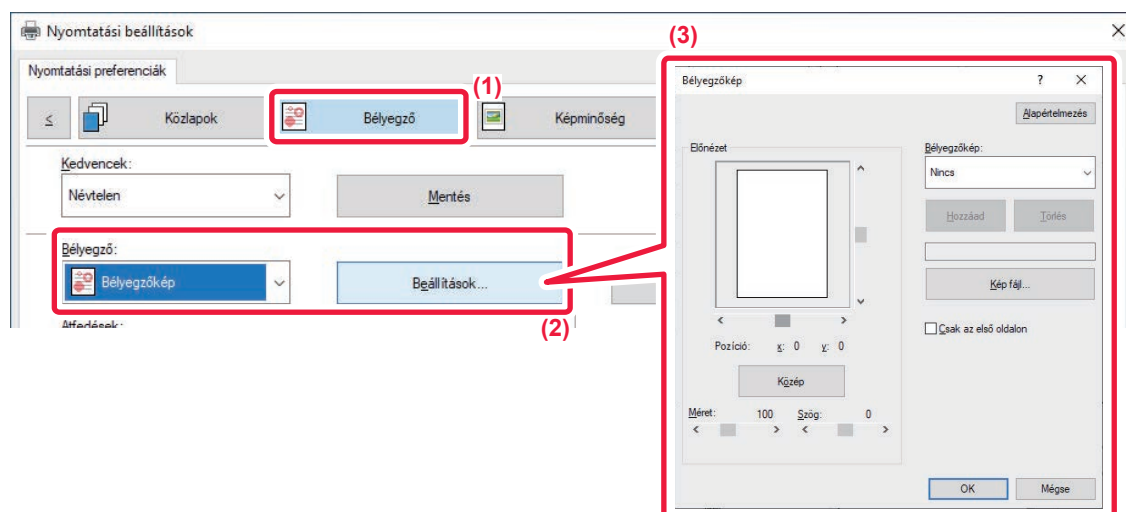 Nyomtatási beállítások
Nyomtatási preferenciák
(1)
< Közlapok Bélyegző Képminőség
Kedvencek:
Névtelen Mentés
Bélyegző:
Bélyegzőkép Beállítások...
(2)
Átfedések:
(3)
Bélyegzőkép ? ×
Alapértelmezés
Előnézet
Bélyegzőkép:
Nincs
Hozzáad Törlés
Kép fájl...
Csak az első oldalon
Pozíció: x: 0 y: 0
Közép
Méret: 100 Szög: 0
OK Mégse